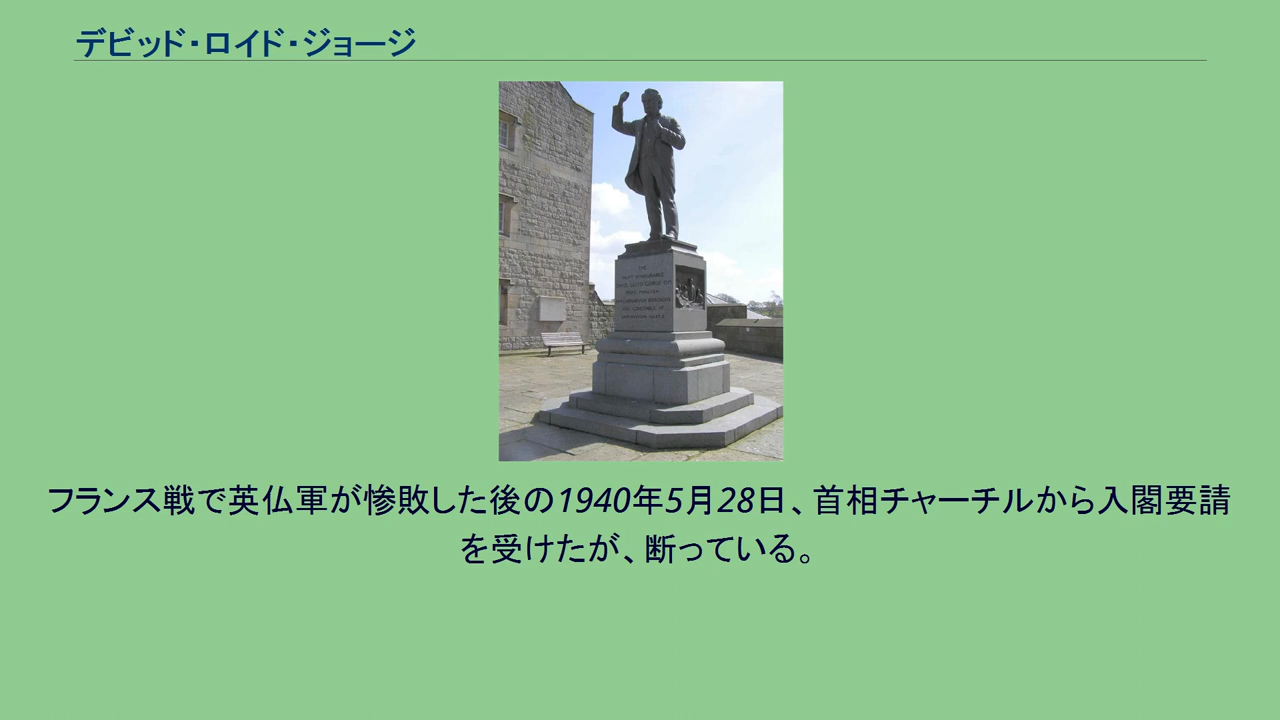 デビッド・ロイド・ジョージ
フランス戦で英仏軍が惨敗した後の1940年5月28日、首相チャーチルから入閣要請
を受けたが、断っている。